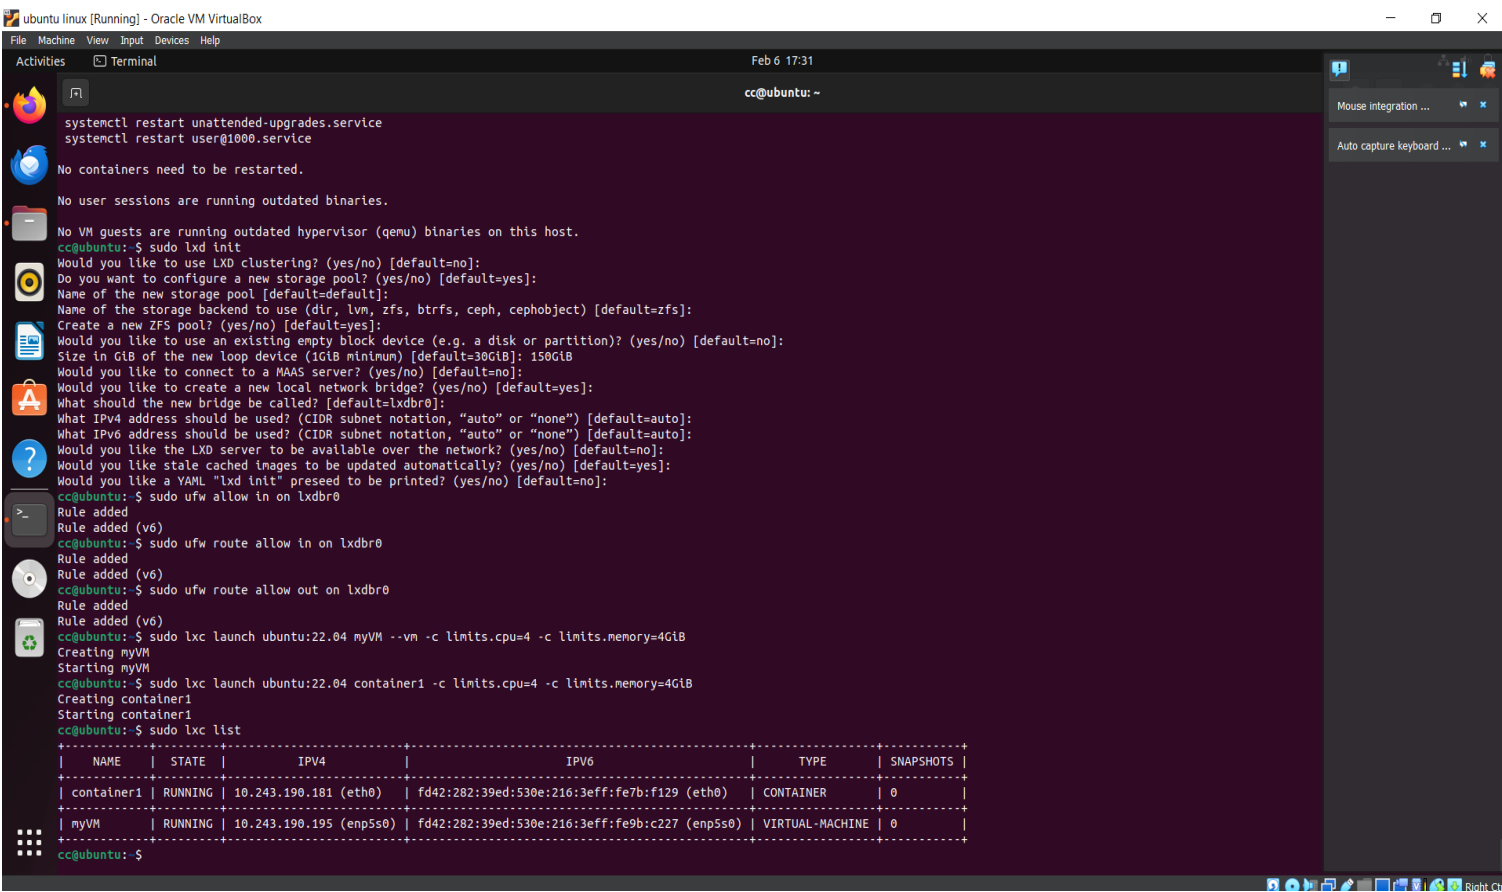 ubuntu linux [Running] - Oracle VM VirtualBox
File Machine View Input Devices Help
Activities Terminal Feb 6 17:31
cc@ubuntu: ~
Mouse integration ...
Auto capture keyboard ...
systemctl restart unattended-upgrades.service
systemctl restart user@1000.service
No containers need to be restarted.
No user sessions are running outdated binaries.
No VM guests are running outdated hypervisor (qemu) binaries on this host.
cc@ubuntu:~$ sudo lxd init
Would you like to use LXD clustering? (yes/no) [default=no]:
Do you want to configure a new storage pool? (yes/no) [default=yes]:
Name of the new storage pool [default=default]:
Name of the storage backend to use (dir, lvm, zfs, btrfs, ceph, cephobject) [default=zfs]:
Create a new ZFS pool? (yes/no) [default=yes]:
Would you like to use an existing empty block device (e.g. a disk or partition)? (yes/no) [default=no]:
Size in GiB of the new loop device (1GiB minimum) [default=30GiB]: 150GiB
Would you like to connect to a MAAS server? (yes/no) [default=no]:
Would you like to create a new local network bridge? (yes/no) [default=yes]:
What should the new bridge be called? [default=lxdbr0]:
What IPv4 address should be used? (CIDR subnet notation, “auto” or “none”) [default=auto]:
What IPv6 address should be used? (CIDR subnet notation, “auto” or “none”) [default=auto]:
Would you like the LXD server to be available over the network? (yes/no) [default=no]:
Would you like stale cached images to be updated automatically? (yes/no) [default=yes]:
Would you like a YAML "lxd init" preseed to be printed? (yes/no) [default=no]:
cc@ubuntu:~$ sudo ufw allow in on lxdbr0
Rule added
Rule added (v6)
cc@ubuntu:~$ sudo ufw route allow in on lxdbr0
Rule added
Rule added (v6)
cc@ubuntu:~$ sudo ufw route allow out on lxdbr0
Rule added
Rule added (v6)
cc@ubuntu:~$ sudo lxc launch ubuntu:22.04 myVM --vm -c limits.cpu=4 -c limits.memory=4GiB
Creating myVM
Starting myVM
cc@ubuntu:~$ sudo lxc launch ubuntu:22.04 container1 -c limits.cpu=4 -c limits.memory=4GiB
Creating container1
Starting container1
cc@ubuntu:~$ sudo lxc list
| NAME | STATE | IPV4 | IPV6 | TYPE | SNAPSHOTS |
| container1 | RUNNING | 10.243.190.181 (eth0) | fd42:282:39ed:530e:216:3eff:fe7b:f129 (eth0) | CONTAINER | 0 |
| myVM | RUNNING | 10.243.190.195 (enp5s0) | fd42:282:39ed:530e:216:3eff:fe9b:c227 (enp5s0) | VIRTUAL-MACHINE | 0 |
cc@ubuntu:~$
Right Ct